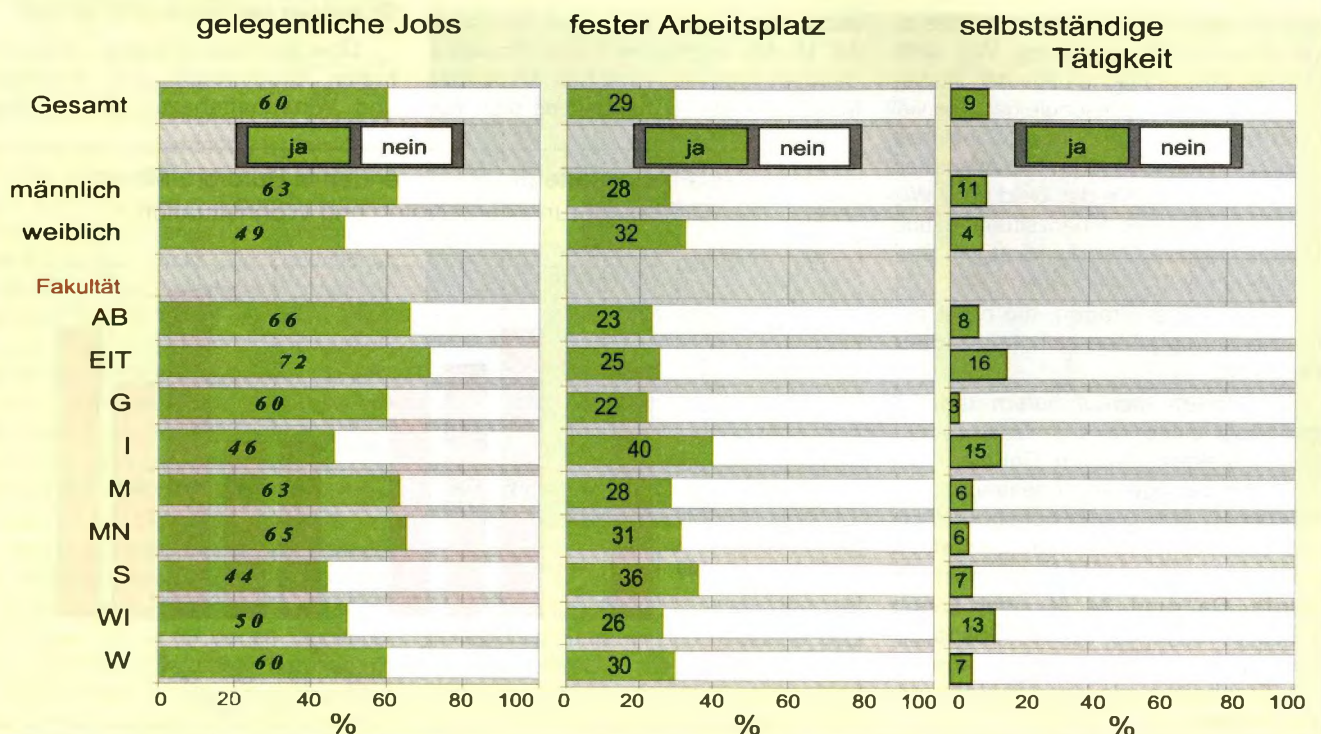 gelegentliche Jobs fester Arbeitsplatz selbstständige
Tätigkeit
Gesamt 60 29 9
ja nein ja nein ja nein
männlich 63 28 11
weiblich 49 32 4
Fakultät
AB 66 23 8
EIT 72 25 16
G 60 22 3
I 46 40 15
M 63 28 6
MN 65 31 6
S 44 36 7
WI 50 26 13
W 60 30 7
0 20 40 60 80 100 0 20 40 60 80 100 0 20 40 60 80 100
% % %